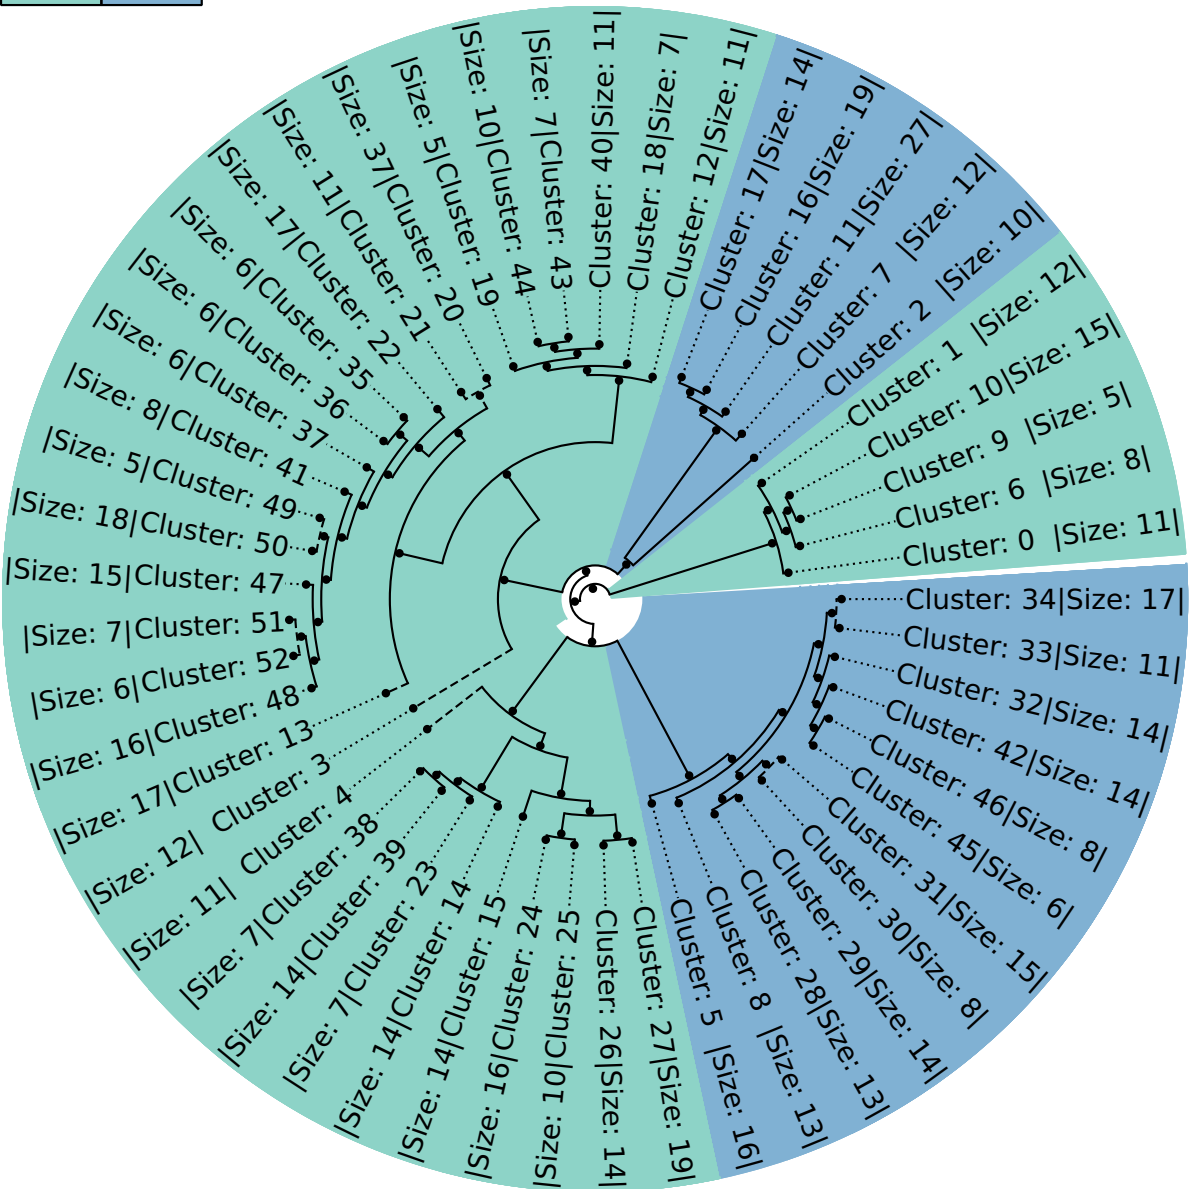 Cluster: 0 |Size: 11|
Cluster: 6 |Size: 8|
Cluster: 9 |Size: 5|
Cluster: 10|Size: 15|
Cluster: 1 |Size: 12|
Cluster: 2 |Size: 10|
Cluster: 7 |Size: 12|
Cluster: 11|Size: 27|
Cluster: 16|Size: 19|
Cluster: 17|Size: 14|
Cluster: 12|Size: 11|
Cluster: 18|Size: 7|
Cluster: 40|Size: 11|
|Size: 7|Cluster: 43
|Size: 10|Cluster: 44
|Size: 5|Cluster: 19
|Size: 37|Cluster: 20
|Size: 11|Cluster: 21
|Size: 17|Cluster: 22
|Size: 6|Cluster: 35
|Size: 6|Cluster: 36
|Size: 6|Cluster: 37
|Size: 8|Cluster: 41
|Size: 5|Cluster: 49
|Size: 18|Cluster: 50
|Size: 15|Cluster: 47
|Size: 7|Cluster: 51
|Size: 6|Cluster: 52
|Size: 16|Cluster: 48
|Size: 17|Cluster: 13
|Size: 12| Cluster: 3
|Size: 11| Cluster: 4
|Size: 7|Cluster: 38
|Size: 14|Cluster: 39
|Size: 7|Cluster: 23
|Size: 14|Cluster: 14
|Size: 14|Cluster: 15
|Size: 16|Cluster: 24
|Size: 10|Cluster: 25
Cluster: 26|Size: 14|
Cluster: 27|Size: 19|
Cluster: 5 |Size: 16|
Cluster: 8 |Size: 13|
Cluster: 28|Size: 13|
Cluster: 29|Size: 14|
Cluster: 30|Size: 8|
Cluster: 31|Size: 15|
Cluster: 45|Size: 6|
Cluster: 46|Size: 8|
Cluster: 42|Size: 14|
Cluster: 32|Size: 14|
Cluster: 33|Size: 11|
Cluster: 34|Size: 17|